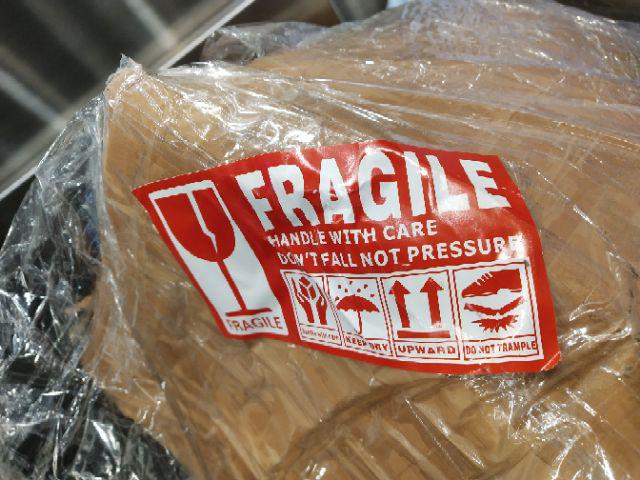 FRAGILE
HANDLE WITH CARE
DON'T FALL NOT PRESSURE
FRAGILE
KEEP DRY
UPWARD
DO NOT TRAMPLE